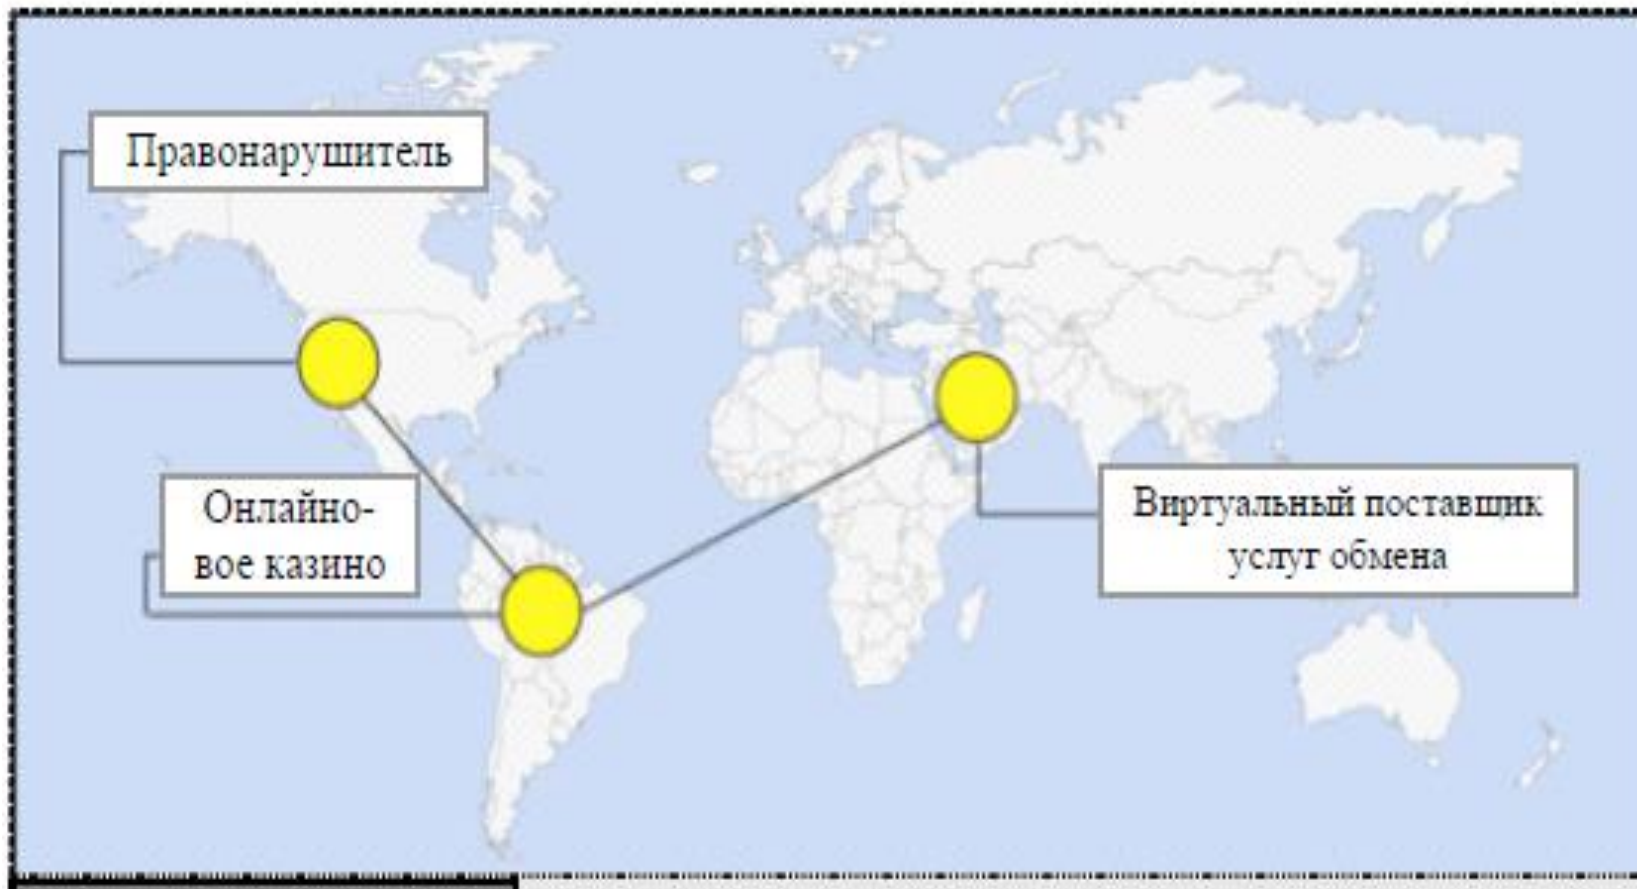 Правонарушитель
Онлайно-
вое казино
Виртуальный поставщик
услуг обмена